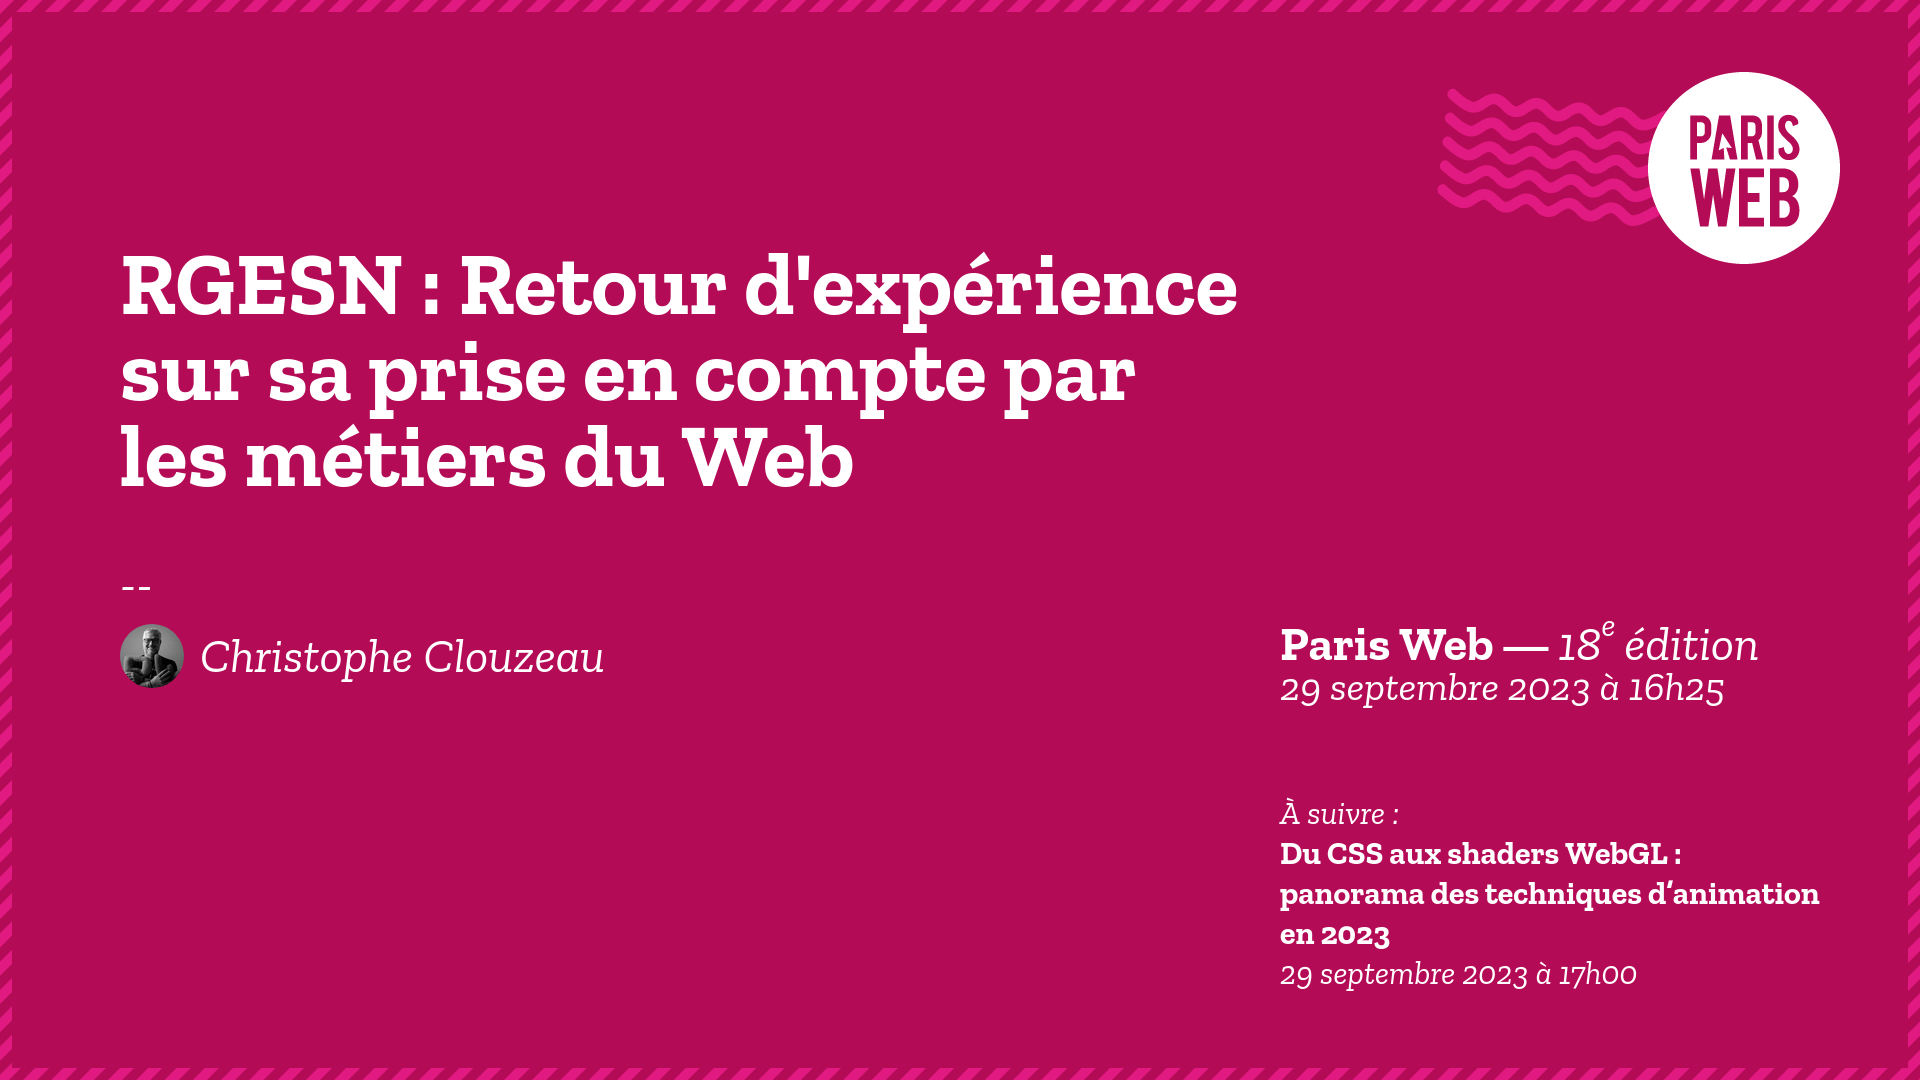 PARIS
WEB
RGESN : Retour d'expérience
sur sa prise en compte par
les métiers du Web
--
Christophe Clouzeau
Paris Web — 18e édition
29 septembre 2023 à 16h25
À suivre :
Du CSS aux shaders WebGL :
panorama des techniques d’animation
en 2023
29 septembre 2023 à 17h00